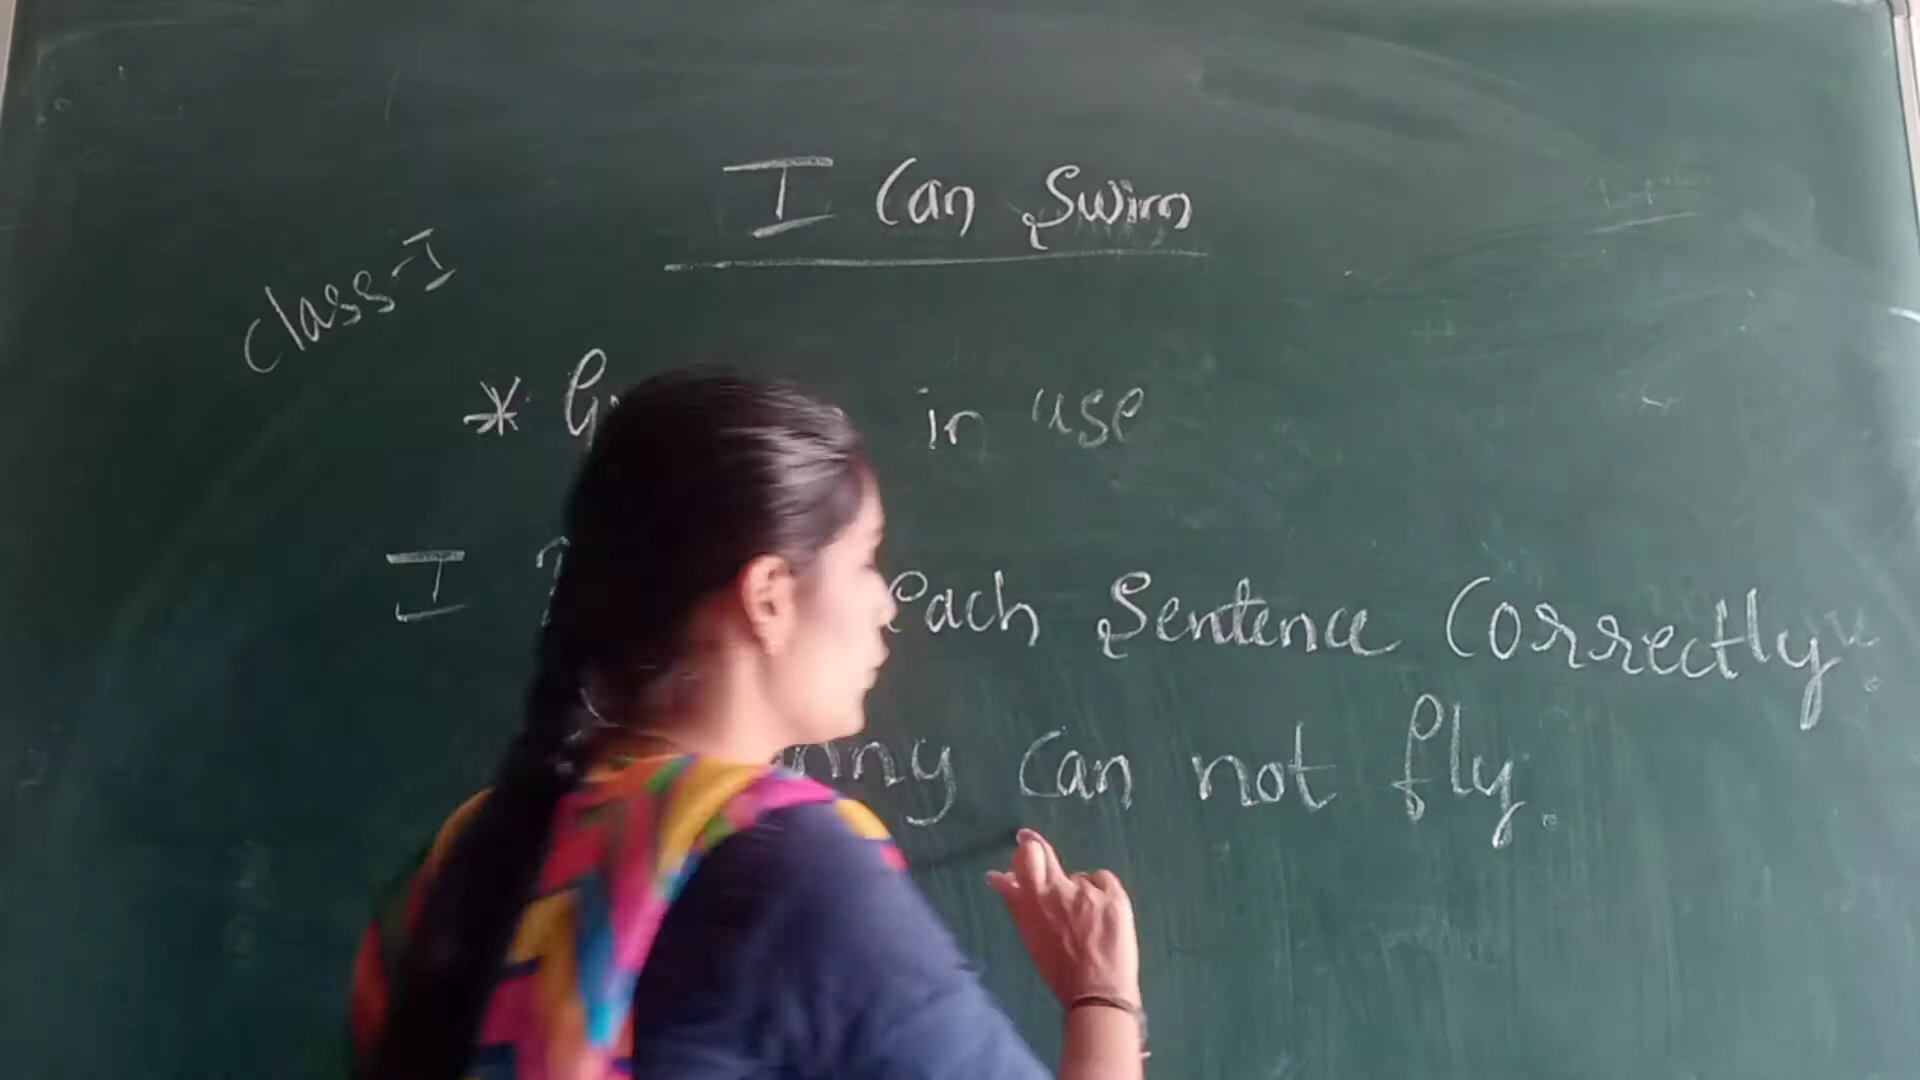 I Can Swim
Class-I
* in use
I each Sentence Correctly.
can not fly.